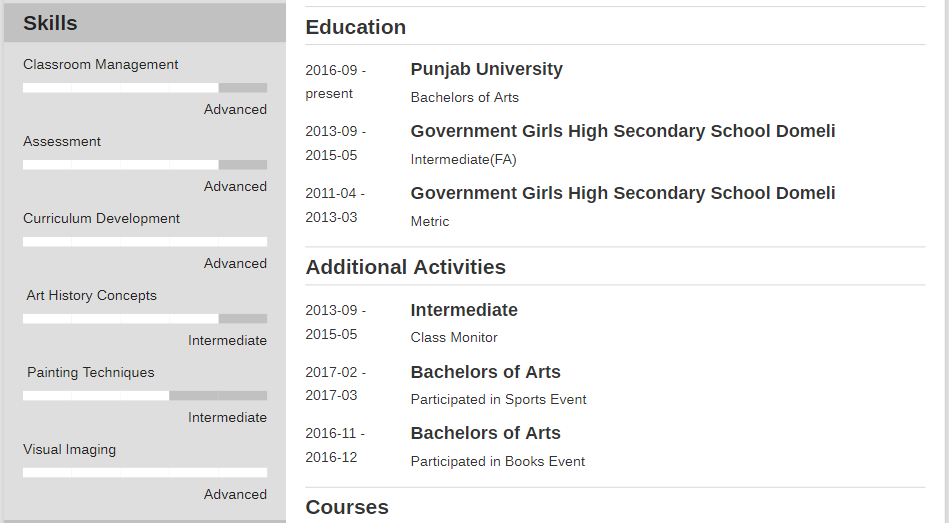 Skills
Classroom Management
Advanced
Assessment
Advanced
Curriculum Development
Advanced
Art History Concepts
Intermediate
Painting Techniques
Intermediate
Visual Imaging
Advanced
Education
2016-09 -
present
Punjab University
Bachelors of Arts
2013-09 -
2015-05
Government Girls High Secondary School Domeli
Intermediate(FA)
2011-04 -
2013-03
Government Girls High Secondary School Domeli
Metric
Additional Activities
2013-09 -
2015-05
Intermediate
Class Monitor
2017-02 -
2017-03
Bachelors of Arts
Participated in Sports Event
2016-11 -
2016-12
Bachelors of Arts
Participated in Books Event
Courses